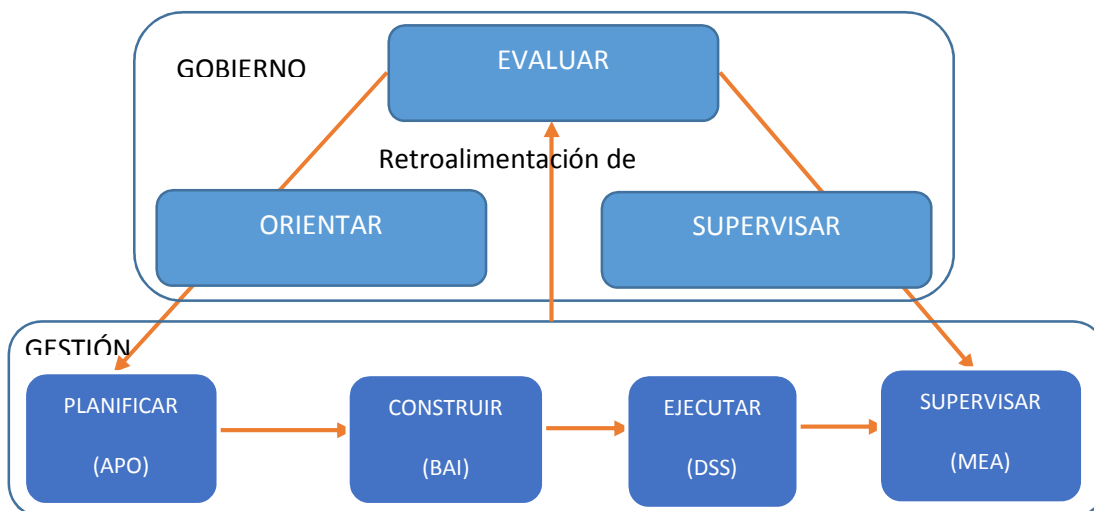 EVALUAR
GOBIERNO
Retroalimentación de
ORIENTAR
SUPERVISAR
GESTIÓN
PLANIFICAR
(APO)
CONSTRUIR
(BAI)
EJECUTAR
(DSS)
SUPERVISAR
(MEA)